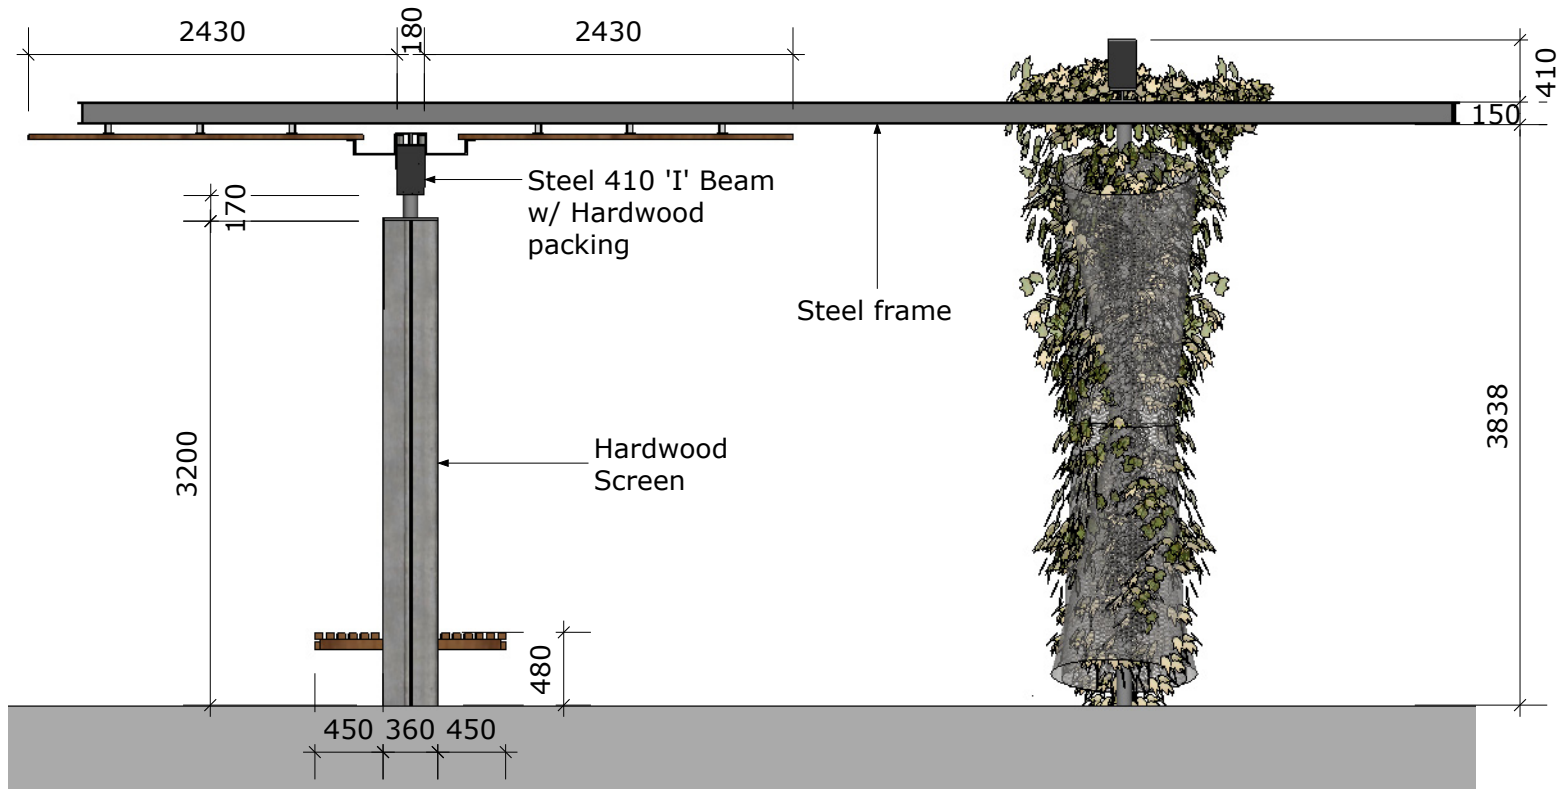 2430
180
2430
410
150
Steel 410 'I' Beam
w/ Hardwood
packing
170
Steel frame
3838
3200
Hardwood
Screen
480
450 360 450